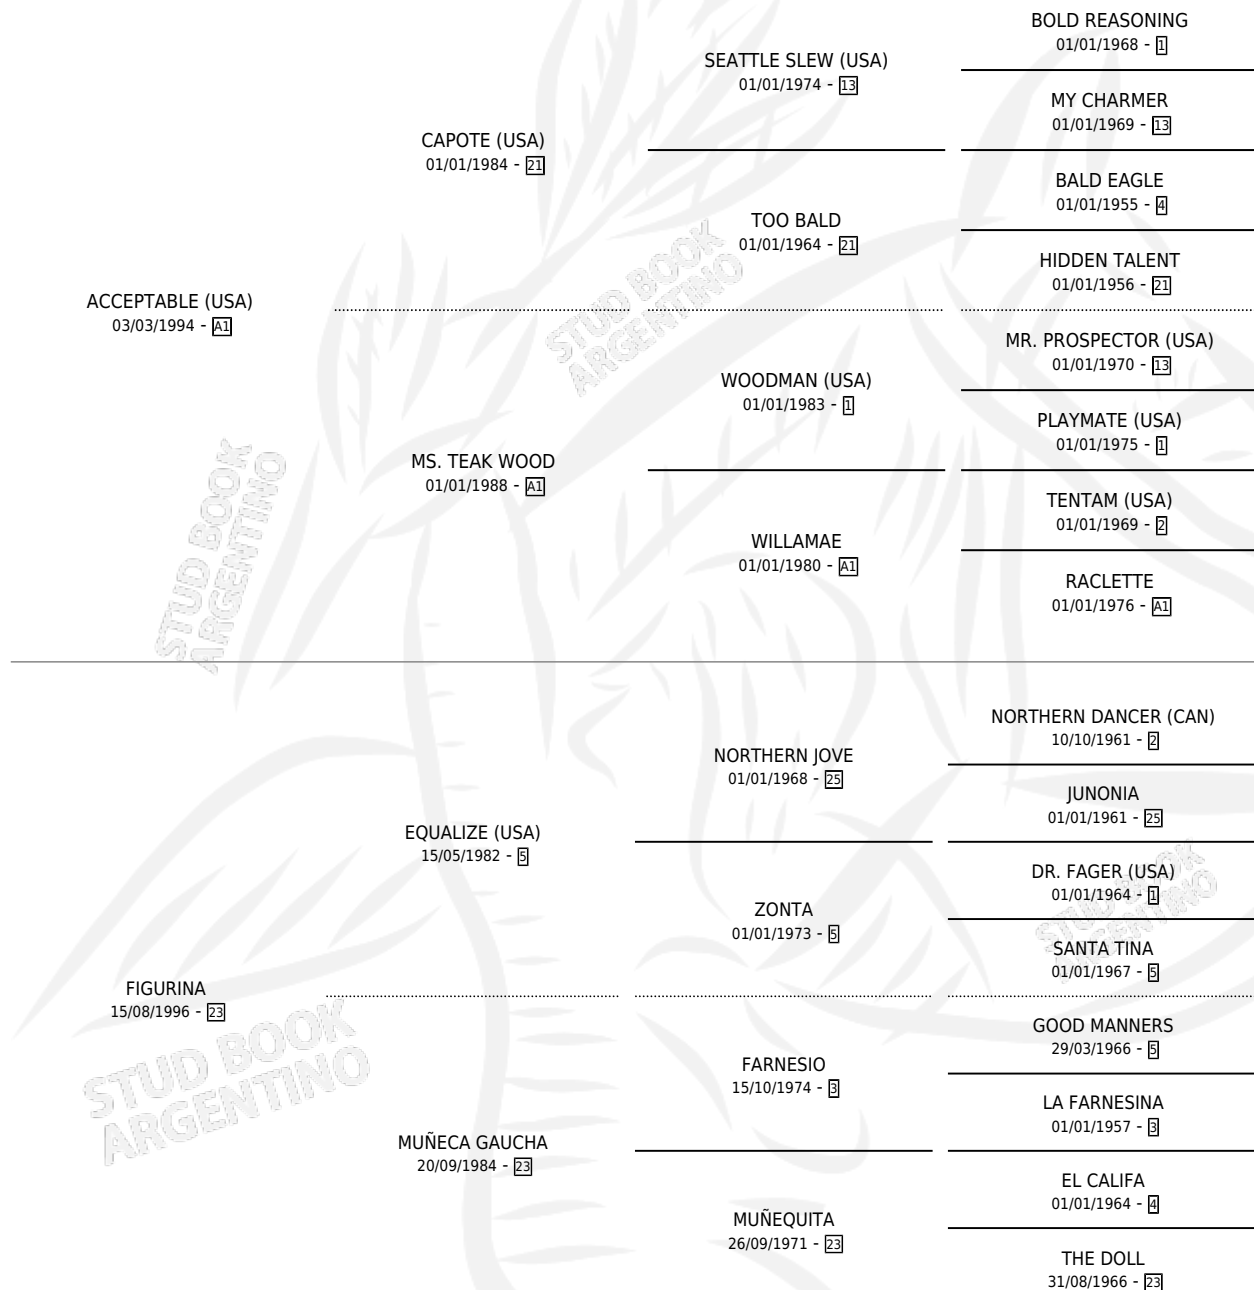 BOLD REASONING
01/01/1968 - 1
SEATTLE SLEW (USA)
01/01/1974 - 13
MY CHARMER
01/01/1969 - 13
CAPOTE (USA)
01/01/1984 - 21
BALD EAGLE
01/01/1955 - 4
TOO BALD
01/01/1964 - 21
HIDDEN TALENT
01/01/1956 - 21
ACCEPTABLE (USA)
03/03/1994 - A1
MR. PROSPECTOR (USA)
01/01/1970 - 13
WOODMAN (USA)
01/01/1983 - 1
PLAYMATE (USA)
01/01/1975 - 1
MS. TEAK WOOD
01/01/1988 - A1
TENTAM (USA)
01/01/1969 - 2
WILLAMAE
01/01/1980 - A1
RACLETTE
01/01/1976 - A1
NORTHERN DANCER (CAN)
10/10/1961 - 2
NORTHERN JOVE
01/01/1968 - 25
JUNONIA
01/01/1961 - 25
EQUALIZE (USA)
15/05/1982 - 5
DR. FAGER (USA)
01/01/1964 - 1
ZONTA
01/01/1973 - 5
SANTA TINA
01/01/1967 - 5
FIGURINA
15/08/1996 - 23
GOOD MANNERS
29/03/1966 - 5
FARNESIO
15/10/1974 - 3
LA FARNESINA
01/01/1957 - 3
MUÑECA GAUCHA
20/09/1984 - 23
EL CALIFA
01/01/1964 - 4
MUÑEQUITA
26/09/1971 - 23
THE DOLL
31/08/1966 - 23
STUD BOOK
ARGENTINO
STUD BOOK
ARGENTINO
STUD BOOK
ARGENTINO
STUD BOOK
ARGENTINO